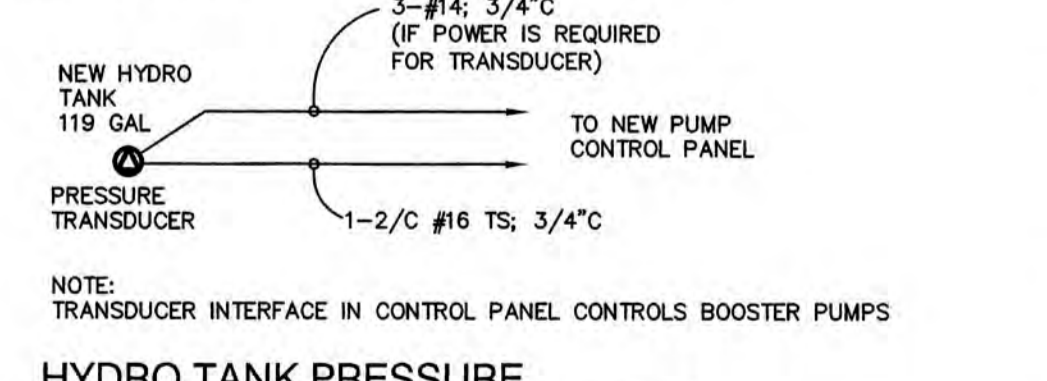 3-#14; 3/4"C
(IF POWER IS REQUIRED
FOR TRANSDUCER)
NEW HYDRO
TANK
119 GAL
TO NEW PUMP
CONTROL PANEL
PRESSURE
TRANSDUCER
1-2/C #16 TS; 3/4"C
NOTE:
TRANSDUCER INTERFACE IN CONTROL PANEL CONTROLS BOOSTER PUMPS
HYDRO TANK PRESSURE